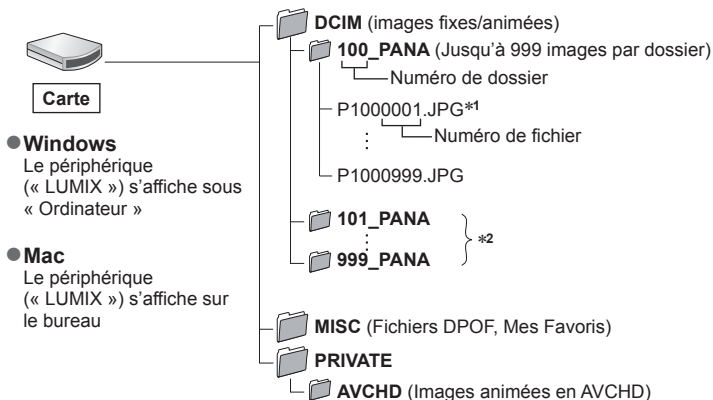 DCIM (images fixes/animées)
100_PANA (Jusqu'à 999 images par dossier)
Numéro de dossier
Carte
P1000001.JPG*1
Numéro de fichier
●Windows
Le périphérique
(« LUMIX ») s'affiche sous
« Ordinateur »
P1000999.JPG
101_PANA
*2
999_PANA
●Mac
Le périphérique
(« LUMIX ») s'affiche sur
le bureau
MISC (Fichiers DPOF, Mes Favoris)
PRIVATE
AVCHD (Images animées en AVCHD)